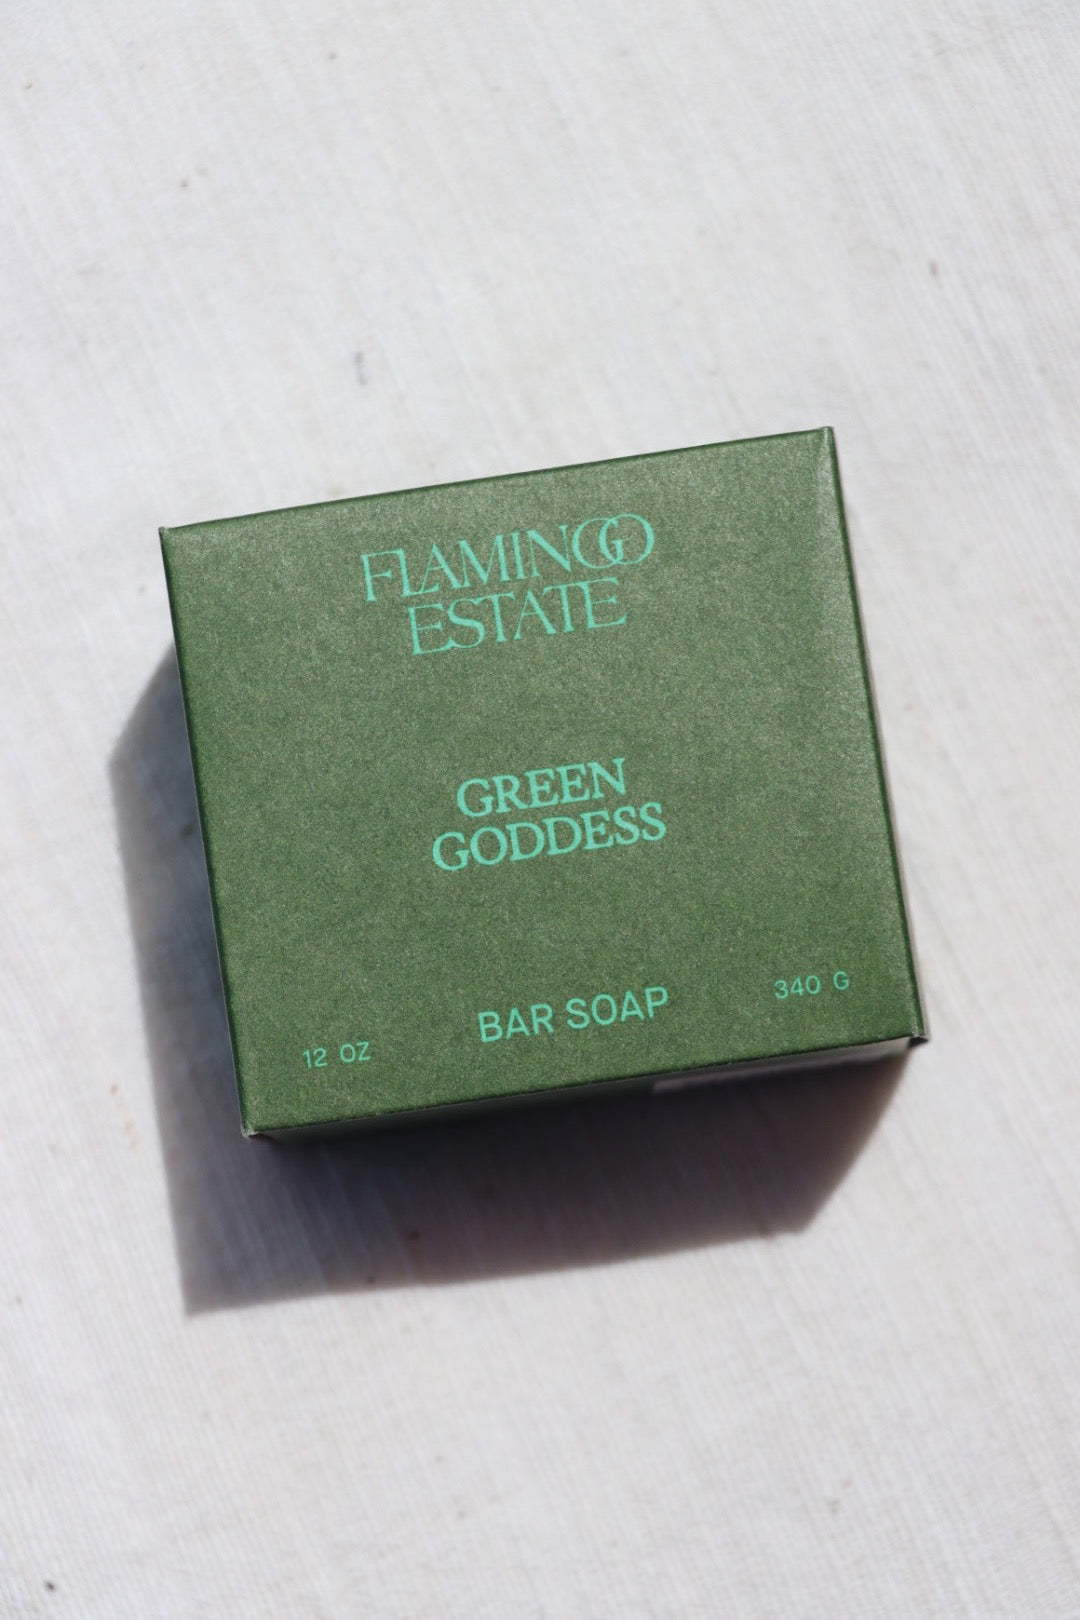 FLAMINGO
ESTATE
GREEN
GODDESS
12 OZ
BAR SOAP
340 G